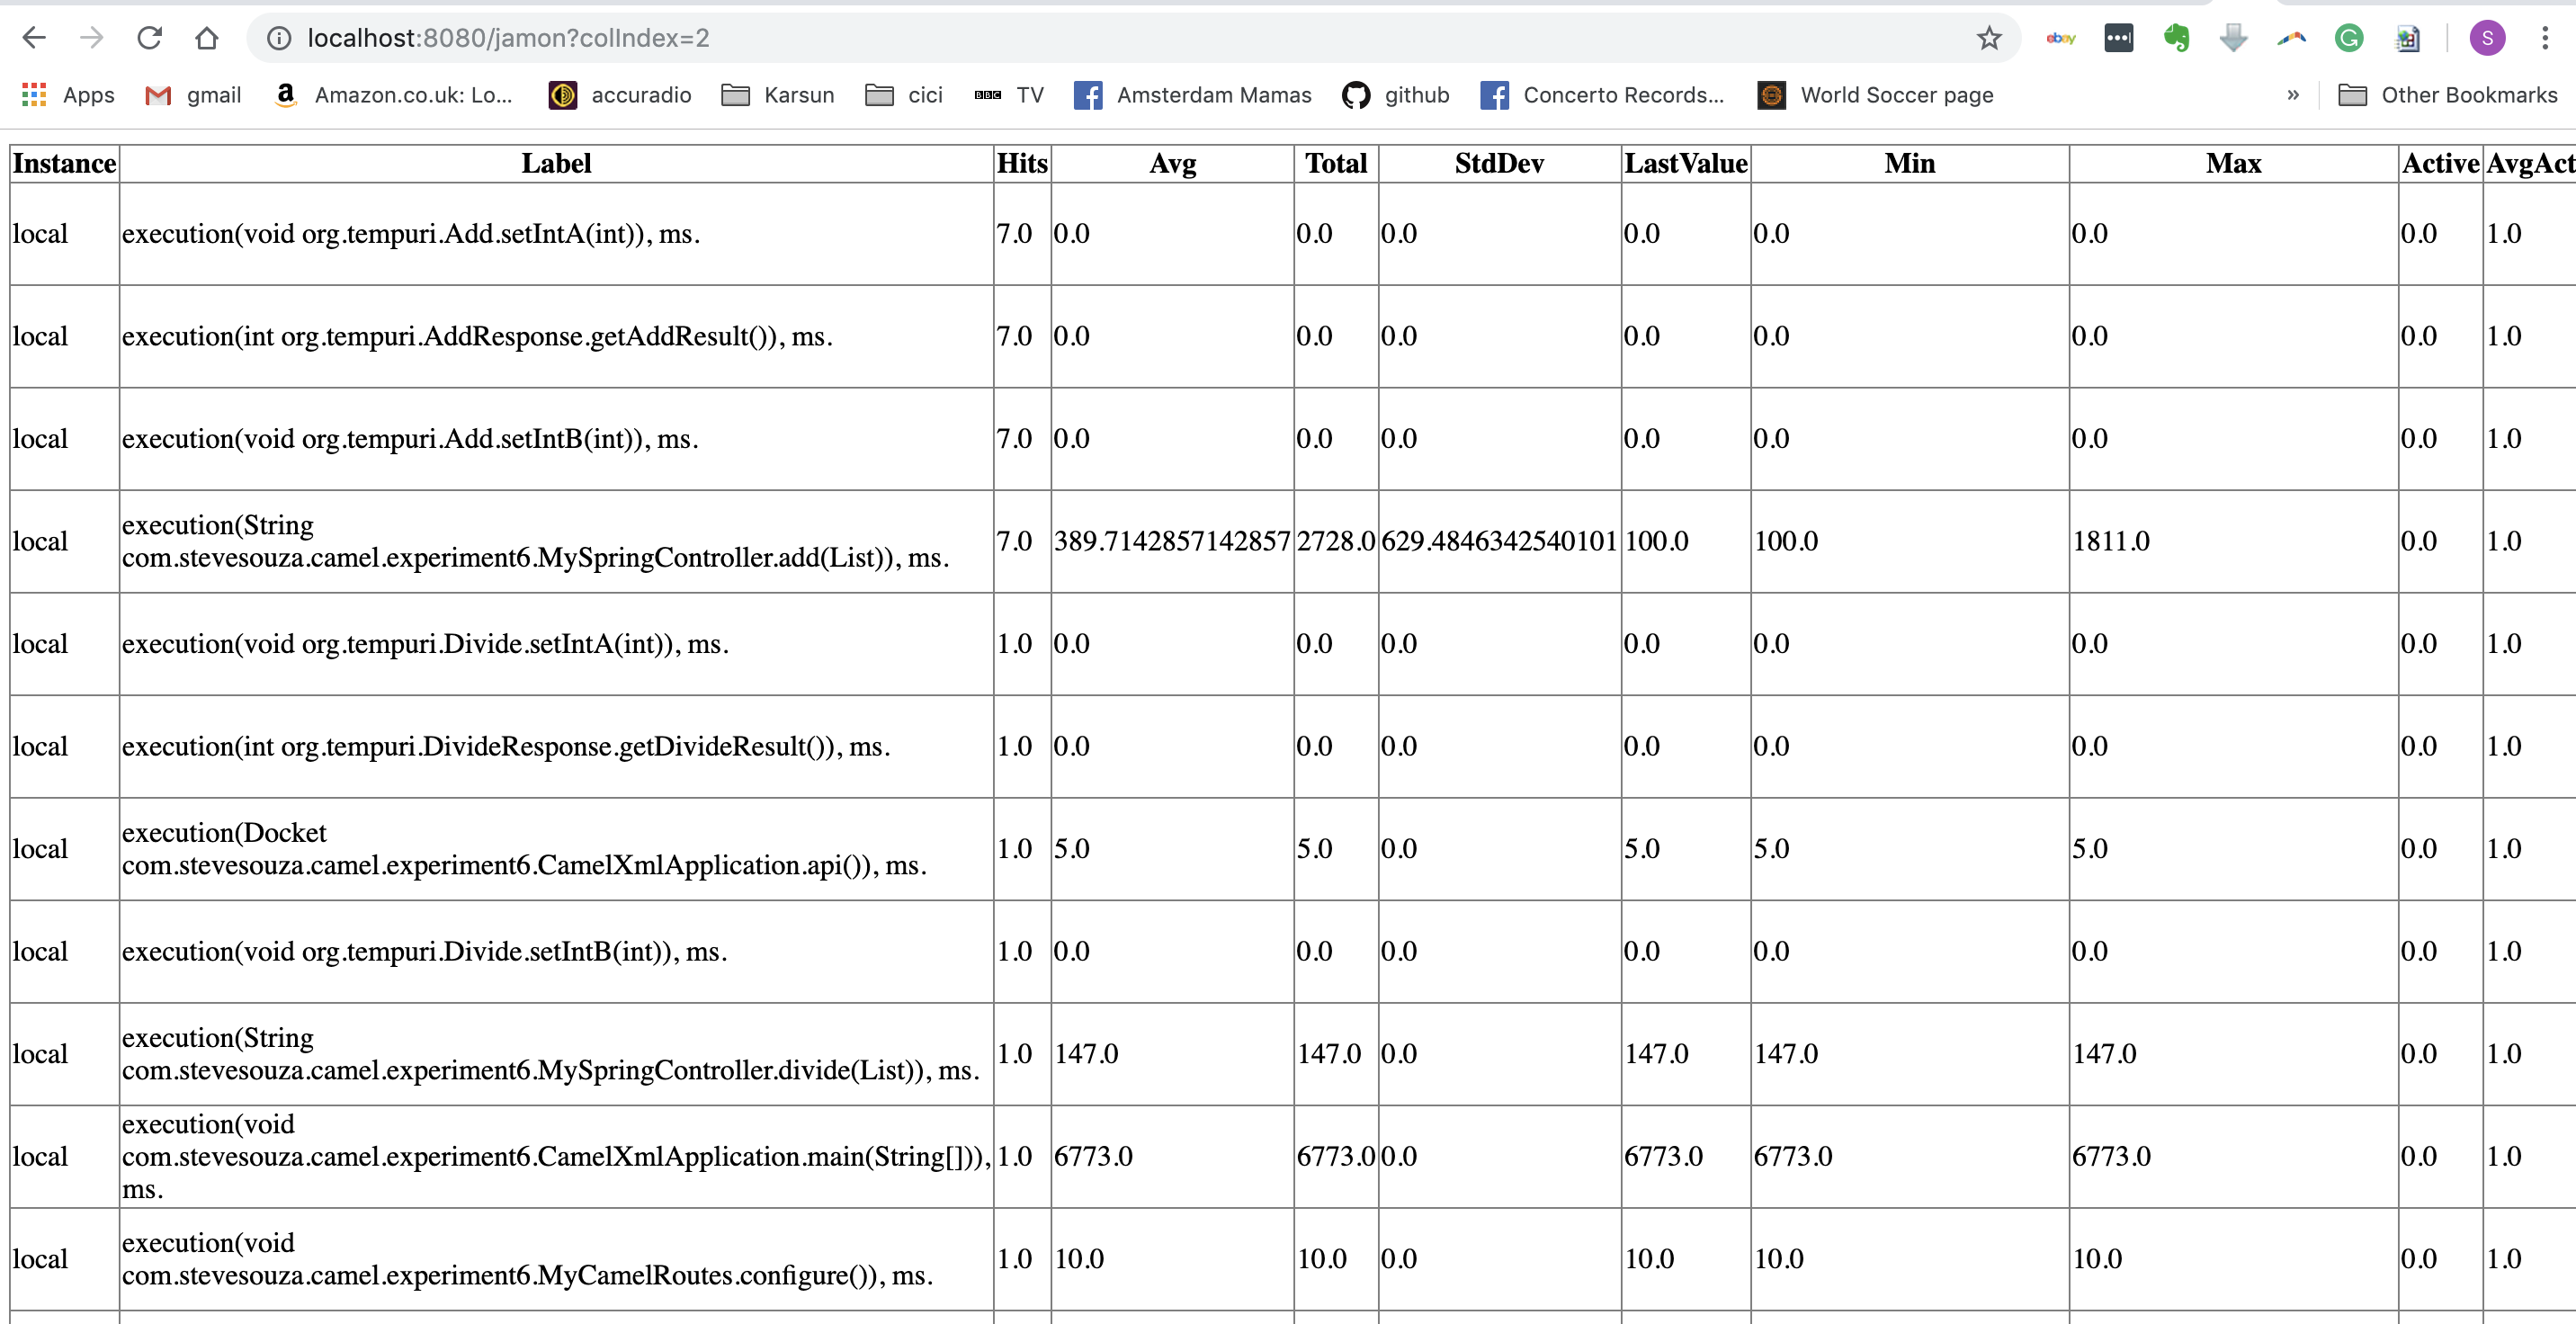 localhost:8080/jamon?colIndex=2
ebay
G
S
Apps gmail Amazon.co.uk: Lo... accuradio Karsun cici BBC TV Amsterdam Mamas github Concerto Records... World Soccer page » Other Bookmarks
Instance Label Hits Avg Total StdDev LastValue Min Max Active AvgAct
local execution(void org.tempuri.Add.setIntA(int)), ms. 7.0 0.0 0.0 0.0 0.0 0.0 0.0 0.0 1.0
local execution(int org.tempuri.AddResponse.getAddResult()), ms. 7.0 0.0 0.0 0.0 0.0 0.0 0.0 0.0 1.0
local execution(void org.tempuri.Add.setIntB(int)), ms. 7.0 0.0 0.0 0.0 0.0 0.0 0.0 0.0 1.0
execution(String
local com.stevesouza.camel.experiment6.MySpringController.add(List)), ms. 7.0 389.7142857142857 2728.0 629.4846342540101 100.0 100.0 1811.0 0.0 1.0
local execution(void org.tempuri.Divide.setIntA(int)), ms. 1.0 0.0 0.0 0.0 0.0 0.0 0.0 0.0 1.0
local execution(int org.tempuri.DivideResponse.getDivideResult()), ms. 1.0 0.0 0.0 0.0 0.0 0.0 0.0 0.0 1.0
execution(Docket
local com.stevesouza.camel.experiment6.CamelXmlApplication.api()), ms. 1.0 5.0 5.0 0.0 5.0 5.0 5.0 0.0 1.0
local execution(void org.tempuri.Divide.setIntB(int)), ms. 1.0 0.0 0.0 0.0 0.0 0.0 0.0 0.0 1.0
execution(String
local com.stevesouza.camel.experiment6.MySpringController.divide(List)), ms. 1.0 147.0 147.0 0.0 147.0 147.0 147.0 0.0 1.0
execution(void
local com.stevesouza.camel.experiment6.CamelXmlApplication.main(String[])), 1.0 6773.0 6773.0 0.0 6773.0 6773.0 6773.0 0.0 1.0
ms.
execution(void
local com.stevesouza.camel.experiment6.MyCamelRoutes.configure()), ms. 1.0 10.0 10.0 0.0 10.0 10.0 10.0 0.0 1.0